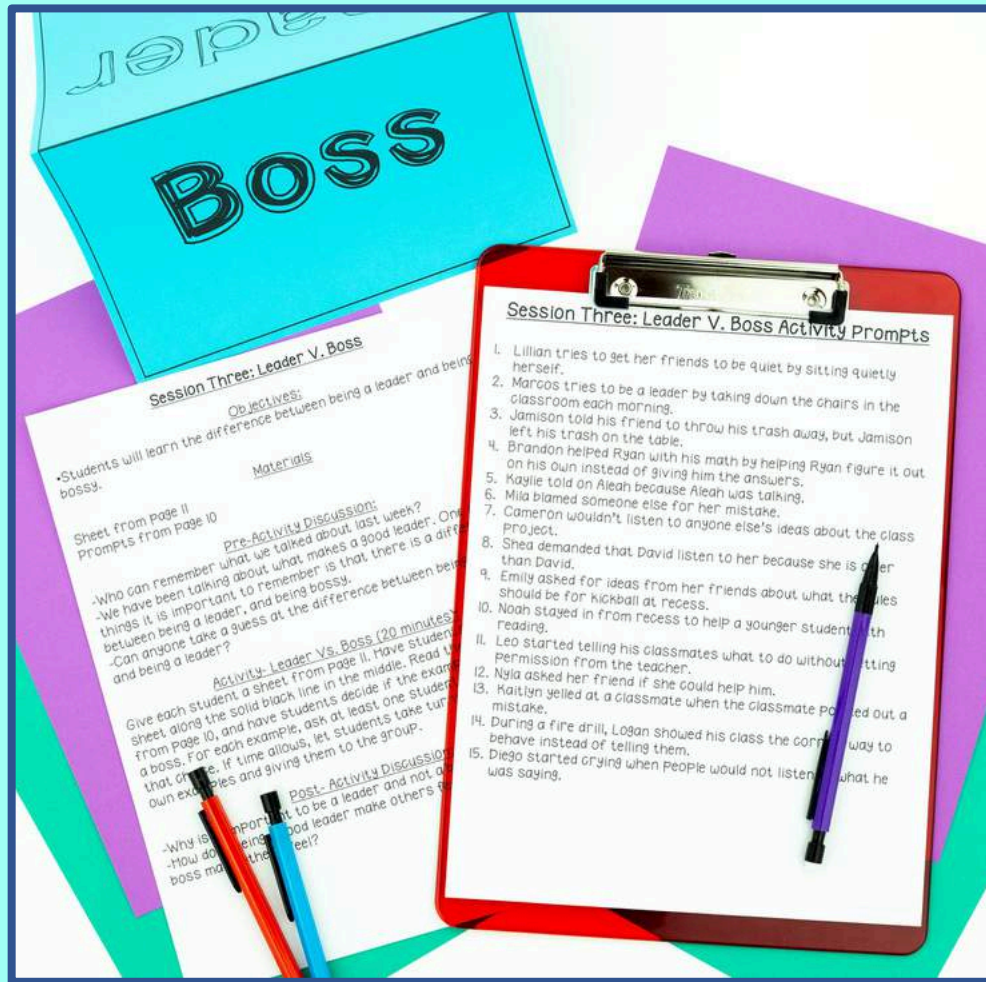 Leader
Boss
Session Three: Leader V. Boss
Objectives:
•Students will learn the difference between being a leader and being
bossy.
Materials
Sheet from Page 11
Prompts from Page 10
Pre-Activity Discussion:
-Who can remember what we talked about last week?
-We have been talking about what makes a good leader. One
things it is important to remember is that there is a
between being a leader, and being bossy.
-Can anyone take a guess at the difference between being
and being a leader?
Activity- Leader Vs. Boss (20 minutes)
Give each student a sheet from Page 11. Have
sheet along the solid black line in the middle. Read
from Page 10, and have students decide if the
a boss. For each example, ask at least one
that If time allows, let students take
own and giving them to the group.
Post- Activity Discussion
-Why is to be a leader and not a
-How good leader make others
boss
Session Three: Leader V. Boss Activity Prompts
1. Lillian tries to get her friends to be quiet by sitting quietly
herself.
2. Marcos tries to be a leader by taking down the chairs in the
classroom each morning.
3. Jamison told his friend to throw his trash away, but Jamison
left his trash on the table.
4. Brandon helped Ryan with his math by helping Ryan figure it out
on his own instead of giving him the answers.
5. Kaylie told on Aleah because Aleah was talking.
6. Mila blamed someone else for her mistake.
7. Cameron wouldn't listen to anyone else's ideas about the class
project.
8. Shea demanded that David listen to her because she is older
than David.
9. Emily asked for ideas from her friends about what the rules
should be for kickball at recess.
10. Noah stayed in from recess to help a younger student with
reading.
11. Leo started telling his classmates what to do without getting
permission from the teacher.
12. Nyla asked her friend if she could help him.
13. Kaitlyn yelled at a classmate when the classmate pointed out a
mistake.
14. During a fire drill, Logan showed his class the correct way to
behave instead of telling them.
15. Diego started crying when people would not listen to what he
was saying.